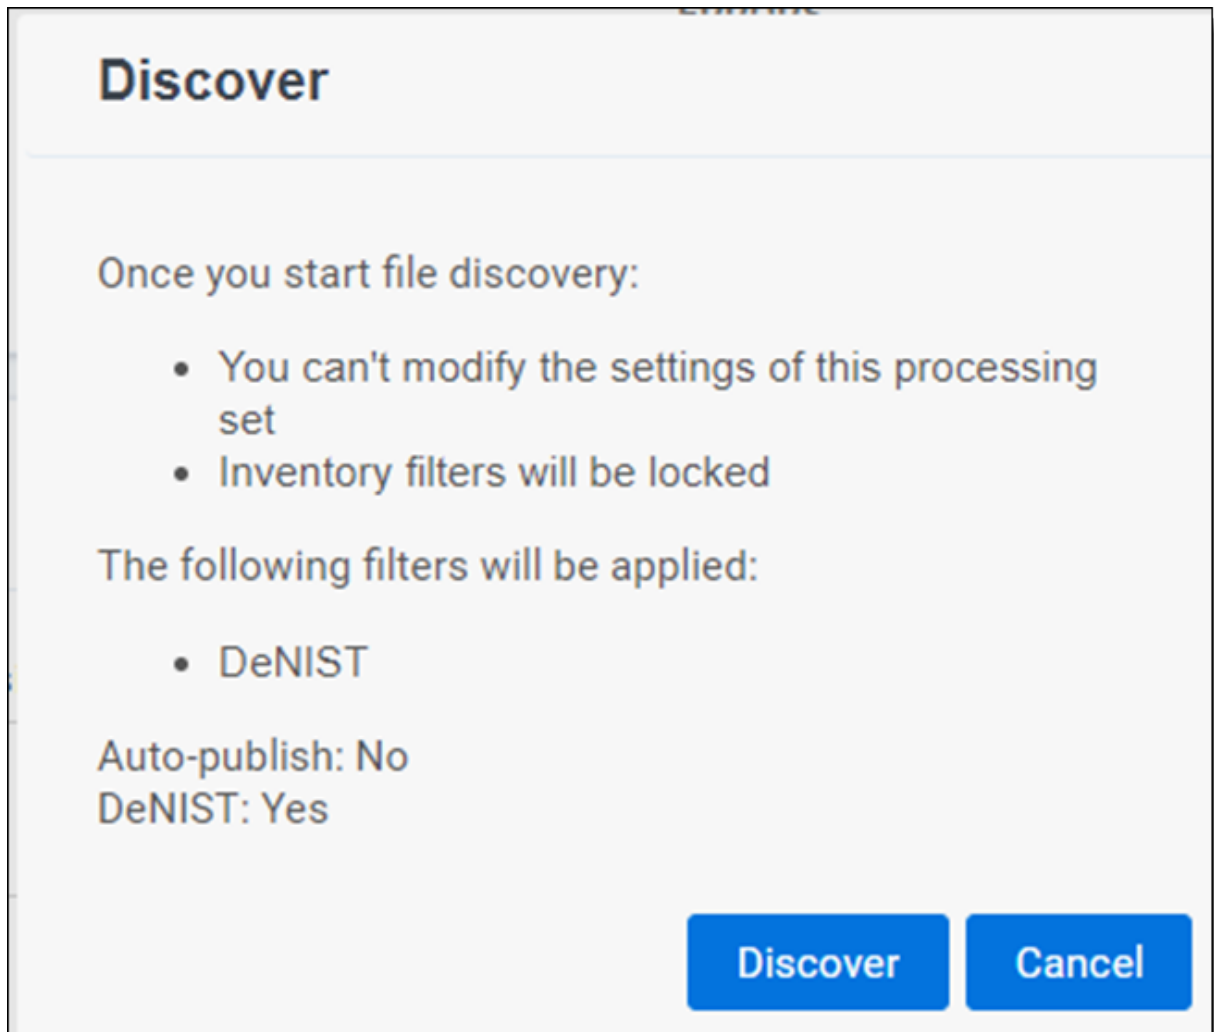 Discover
Once you start file discovery:
• You can't modify the settings of this processing
set
• Inventory filters will be locked
The following filters will be applied:
• DeNIST
Auto-publish: No
DeNIST: Yes
Discover Cancel